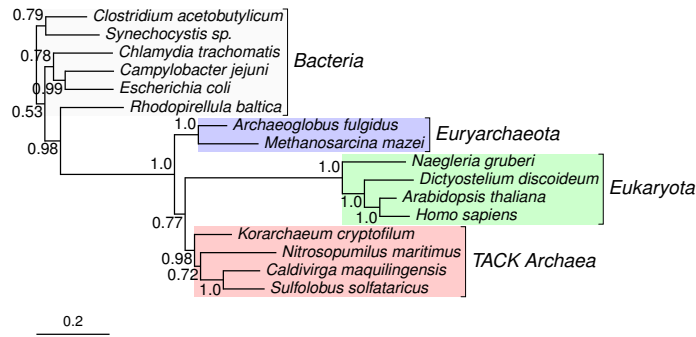 0.79
Clostridium acetobutylicum
Synechocystis sp.
0.78
Chlamydia trachomatis
Bacteria
Campylobacter jejuni
0.99
Escherichia coli
0.53
Rhodopirellula baltica
1.0
Archaeoglobus fulgidus
Euryarchaeota
0.98
Methanosarcina mazei
1.0
1.0
Naegleria gruberi
Dictyostelium discoideum
Eukaryota
1.0
Arabidopsis thaliana
1.0
Homo sapiens
0.77
Korarchaeum cryptofilum
0.98
Nitrosopumilus maritimus
TACK Archaea
0.72
Caldivirga maquilingensis
1.0
Sulfolobus solfataricus
0.2